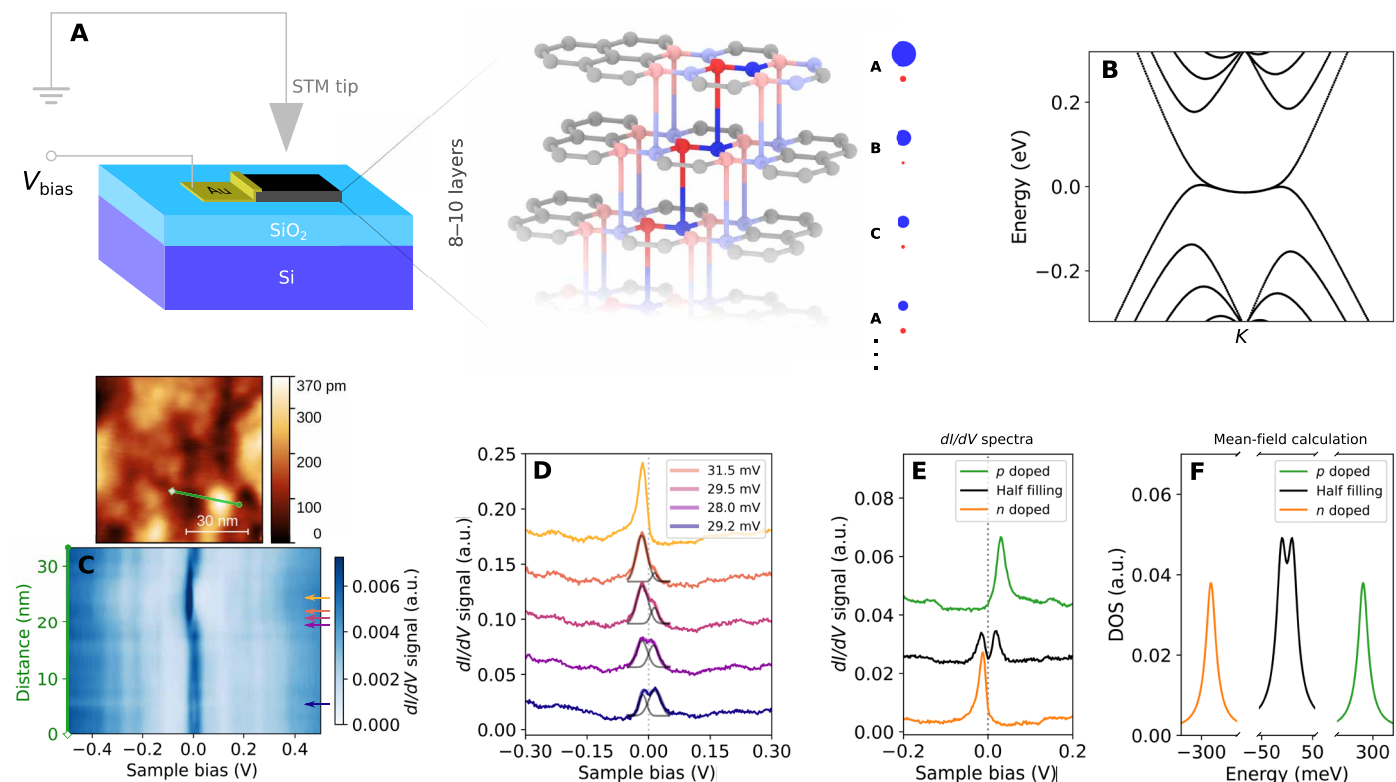 A
STM tip
V bias
Au
SiO2
Si
8–10 layers
A
B
C
A
B
Energy (eV)
0.2
0.0
−0.2
K
370 pm
300
200
100
0
30 nm
C
Distance (nm)
30
20
10
0
−0.4
−0.2
0.0
0.2
0.4
Sample bias (V)
0.006
0.004
0.002
0.000
dI/dV signal (a.u.)
D
dI/dV signal (a.u.)
0.25
0.20
0.15
0.10
0.05
0.00
31.5 mV
29.5 mV
28.0 mV
29.2 mV
−0.30
−0.15
0.00
0.15
0.30
Sample bias (V)
dI/dV spectra
E
dI/dV signal (a.u.)
0.08
0.06
0.04
0.02
0.00
p doped
Half filling
n doped
−0.2
0.0
0.2
Sample bias (V)
Mean-field calculation
F
DOS
0.06
0.04
0.02
0.00
p doped
Half filling
n doped
−300
−50
50
300
Energy (meV)